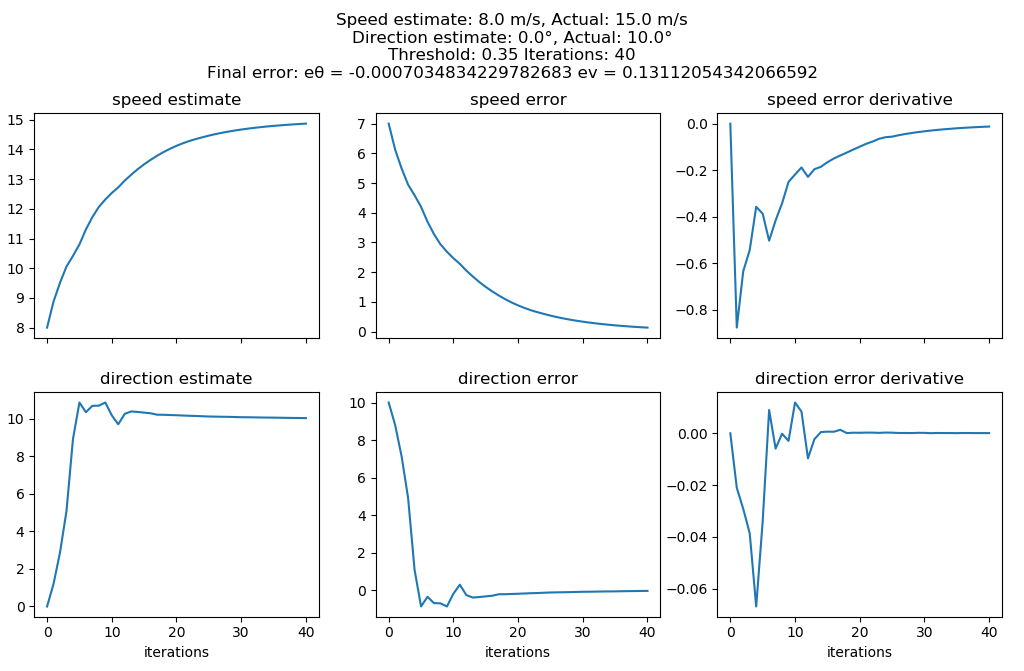 Speed estimate: 8.0 m/s, Actual: 15.0 m/s
Direction estimate: 0.0°, Actual: 10.0°
Threshold: 0.35 Iterations: 40
Final error: eθ = -0.0007034834229782683 ev = 0.13112054342066592
speed estimate
15
14
13
12
11
10
9
8
speed error
7
6
5
4
3
2
1
0
speed error derivative
0.0
−0.2
−0.4
−0.6
−0.8
direction estimate
10
8
6
4
2
0
0 10 20 30 40
iterations
direction error
10
8
6
4
2
0
0 10 20 30 40
iterations
direction error derivative
0.00
−0.02
−0.04
−0.06
0 10 20 30 40
iterations